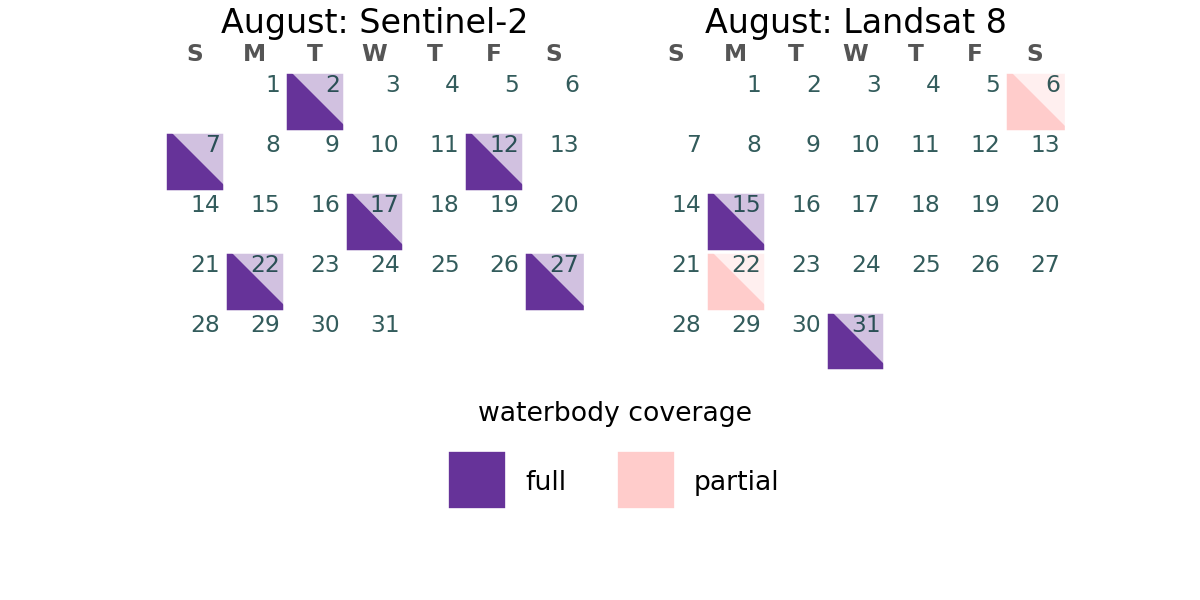 August: Sentinel-2
S M T W T F S
1 2 3 4 5 6
7 8 9 10 11 12 13
14 15 16 17 18 19 20
21 22 23 24 25 26 27
28 29 30 31
August: Landsat 8
S M T W T F S
1 2 3 4 5 6
7 8 9 10 11 12 13
14 15 16 17 18 19 20
21 22 23 24 25 26 27
28 29 30 31
waterbody coverage
full
partial